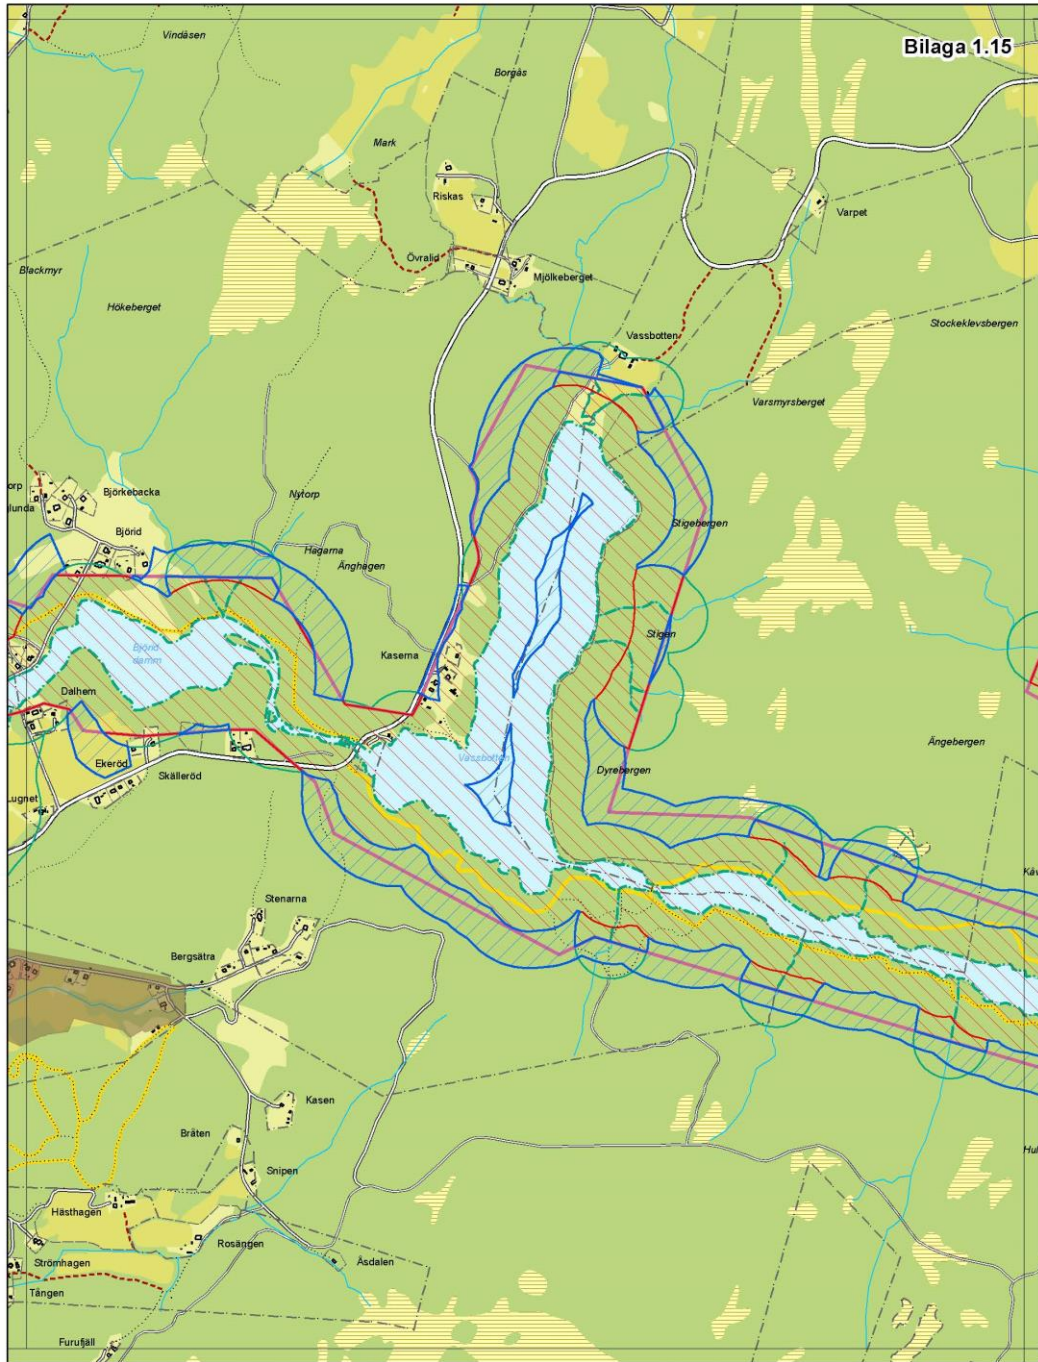 Vindåsen
Bilaga 1.15
Borgås
Mark
Riskas
Varpet
Övralid
Mjölkeberget
Blackmyr
Hökeberget
Stockeklevsbergen
Vassbotten
Varsmyrsberget
Björkebacka
Nytorp
orp
lunda
Björid
Stigebergen
Hagarna
Änghagen
Stigen
Björid
damm
Kaserna
Dalhem
Ängebergen
Vassbotten
Ekeröd
Skälleröd
Dyrebergen
Lugnet
Stenarna
Bergsätra
Kasen
Bråten
Snipen
Hästhagen
Rosängen
Åsdalen
Strömhagen
Tången
Furufjäll